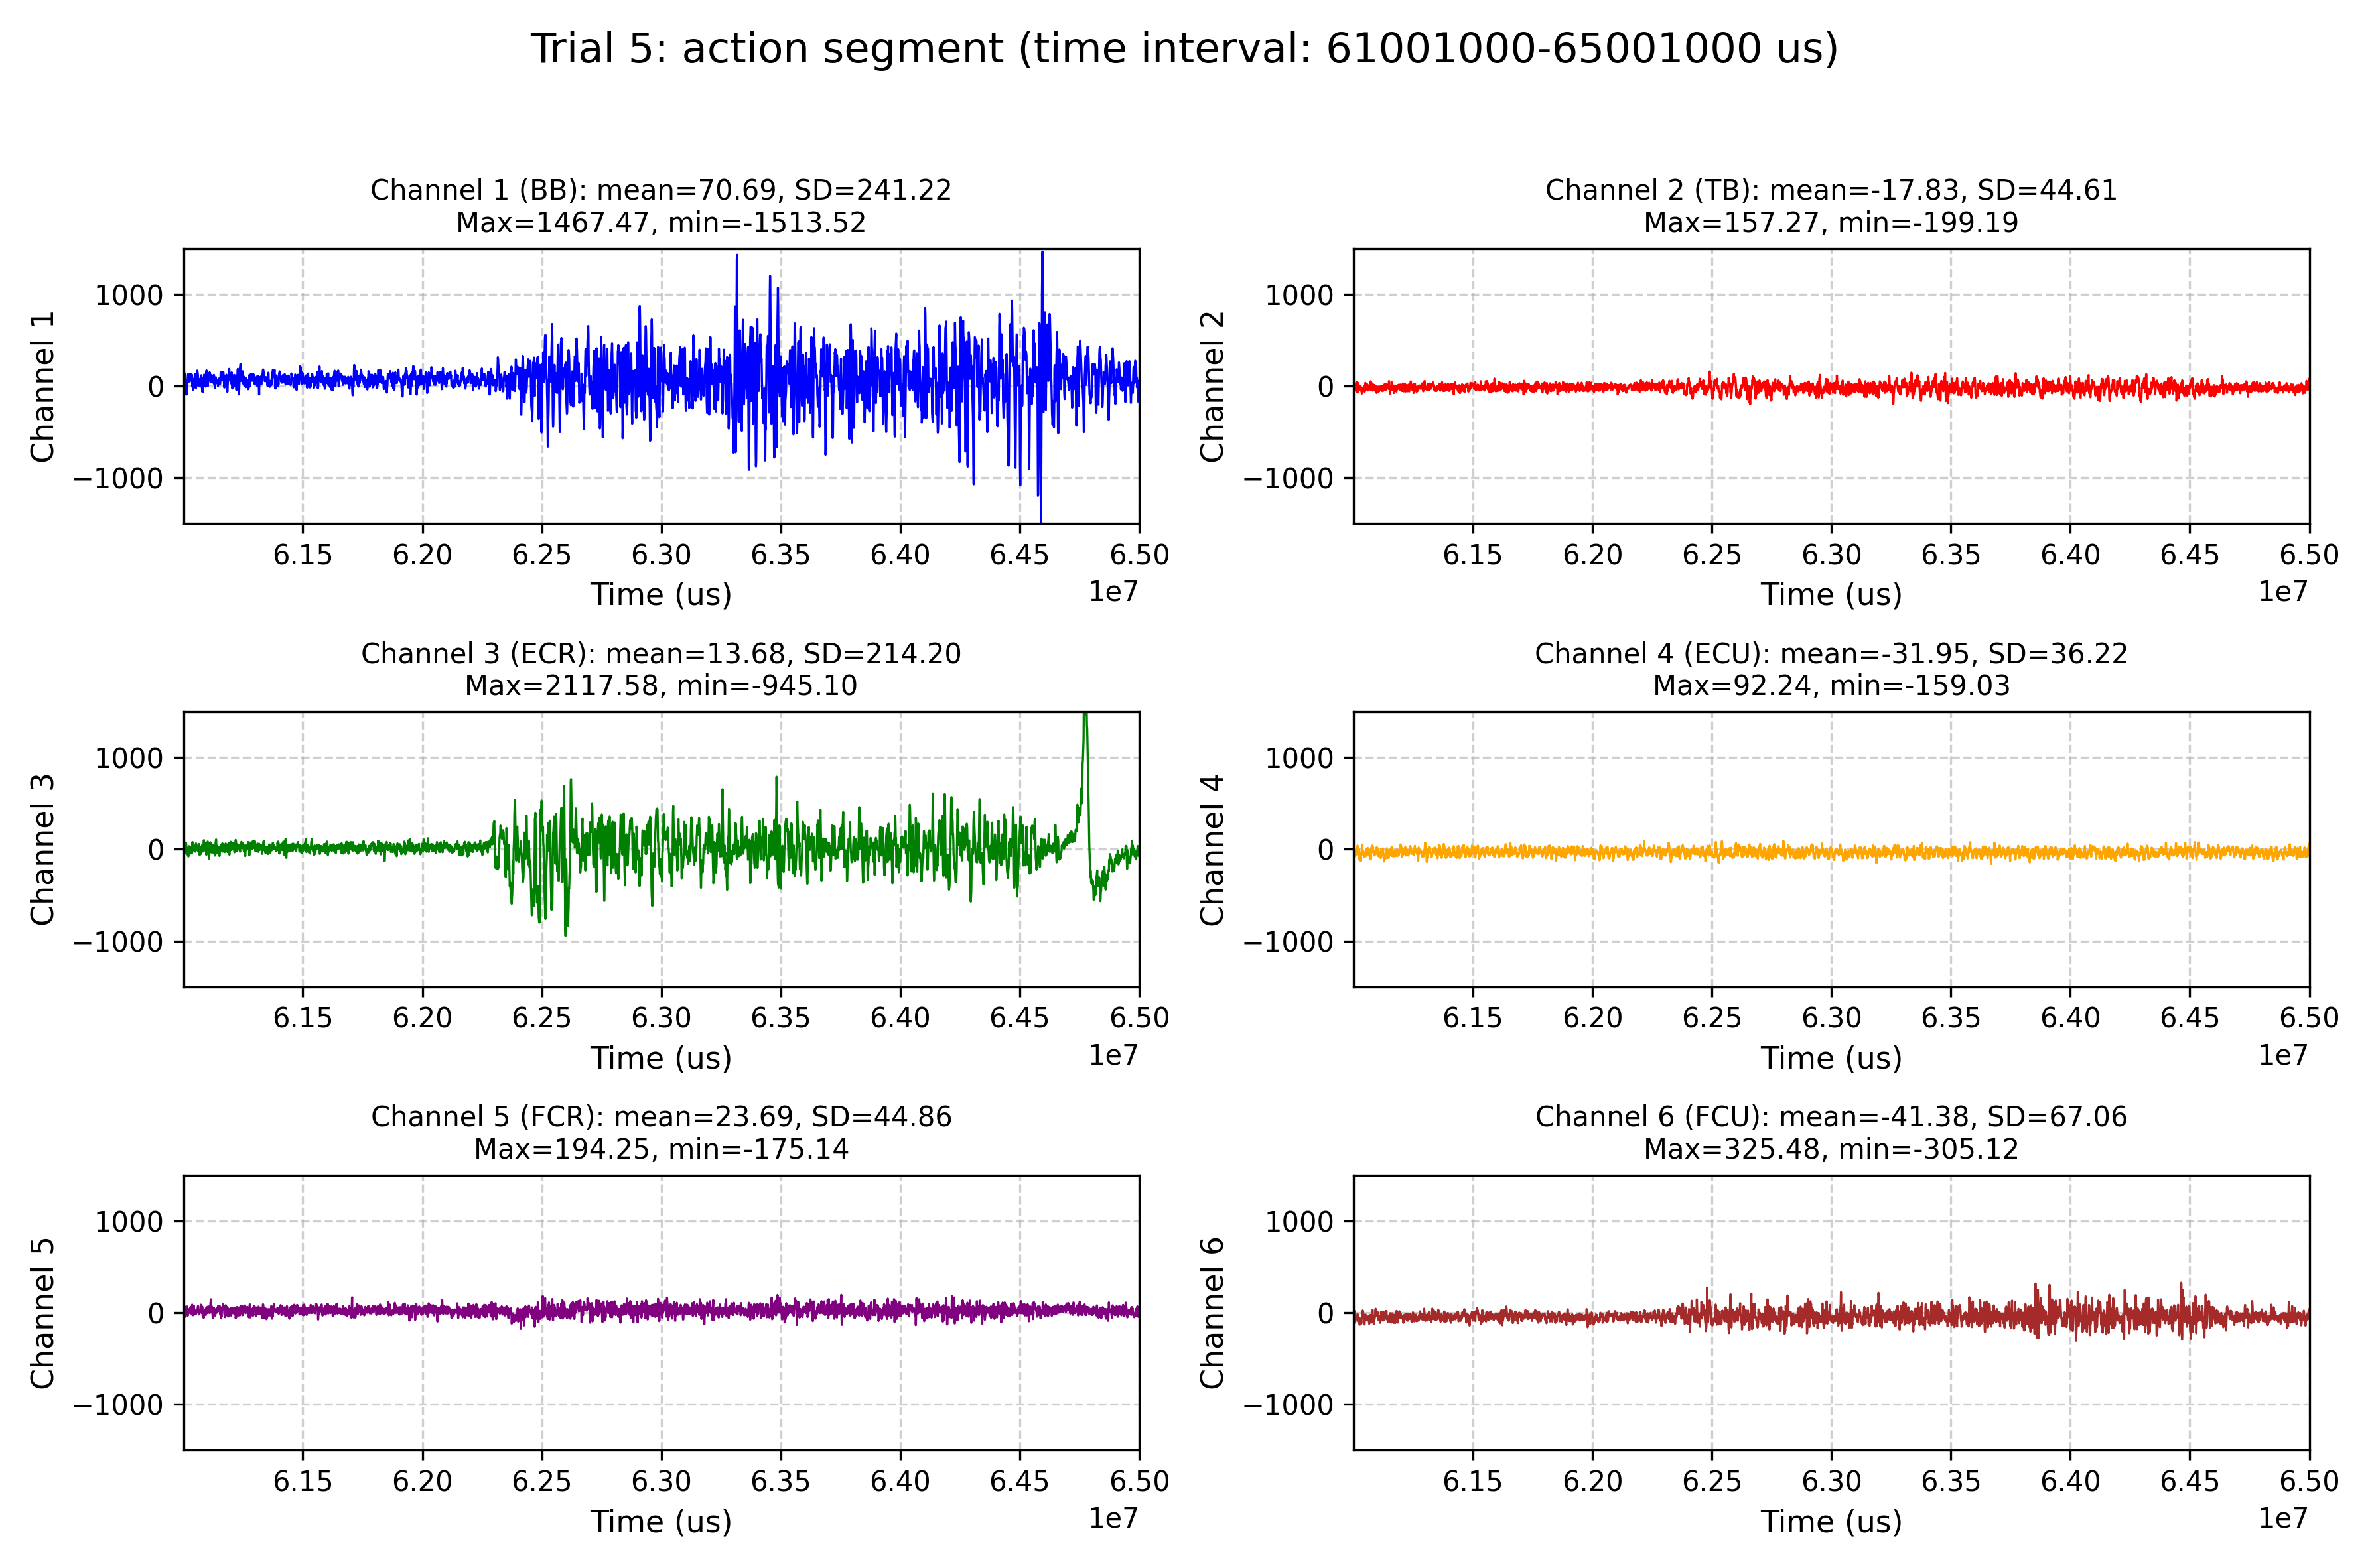 Trial 5: action segment (time interval: 61001000-65001000 us)
Channel 1 (BB): mean=70.69, SD=241.22
Max=1467.47, min=-1513.52
Channel 1
1000
0
−1000
6.15 6.20 6.25 6.30 6.35 6.40 6.45 6.50
Time (us)
1e7
Channel 2 (TB): mean=-17.83, SD=44.61
Max=157.27, min=-199.19
Channel 2
1000
0
−1000
6.15 6.20 6.25 6.30 6.35 6.40 6.45 6.50
Time (us)
1e7
Channel 3 (ECR): mean=13.68, SD=214.20
Max=2117.58, min=-945.10
Channel 3
1000
0
−1000
6.15 6.20 6.25 6.30 6.35 6.40 6.45 6.50
Time (us)
1e7
Channel 4 (ECU): mean=-31.95, SD=36.22
Max=92.24, min=-159.03
Channel 4
1000
0
−1000
6.15 6.20 6.25 6.30 6.35 6.40 6.45 6.50
Time (us)
1e7
Channel 5 (FCR): mean=23.69, SD=44.86
Max=194.25, min=-175.14
Channel 5
1000
0
−1000
6.15 6.20 6.25 6.30 6.35 6.40 6.45 6.50
Time (us)
1e7
Channel 6 (FCU): mean=-41.38, SD=67.06
Max=325.48, min=-305.12
Channel 6
1000
0
−1000
6.15 6.20 6.25 6.30 6.35 6.40 6.45 6.50
Time (us)
1e7